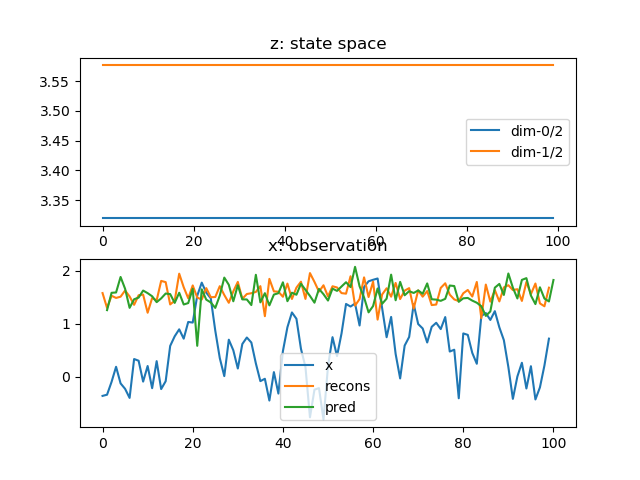 z: state space
3.55
3.50
3.45
3.40
3.35
dim-0/2
dim-1/2
0 20 40 60 80 100
x: observation
2
1
0
x
recons
pred
0 20 40 60 80 100